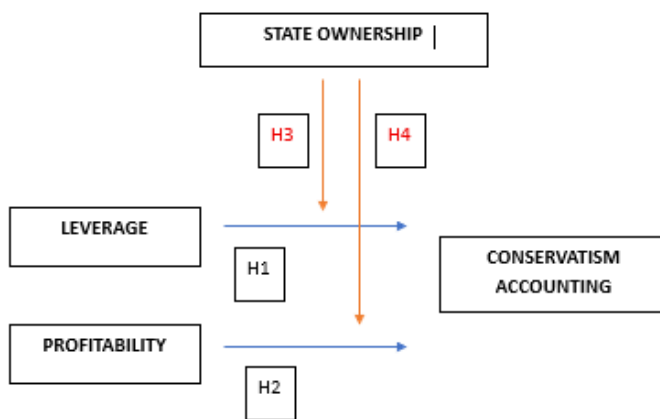 STATE OWNERSHIP
H3
H4
LEVERAGE
H1
CONSERVATISM
ACCOUNTING
PROFITABILITY
H2